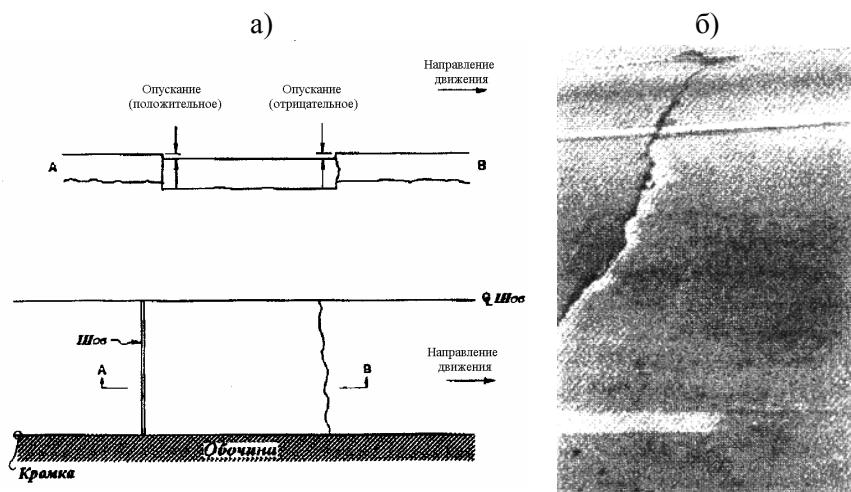 а)
б)
Опускание
(положительное)
Опускание
(отрицательное)
Направление
движения
А
В
Шов
Шов
А
В
Направление
движения
Обочина
Кромка